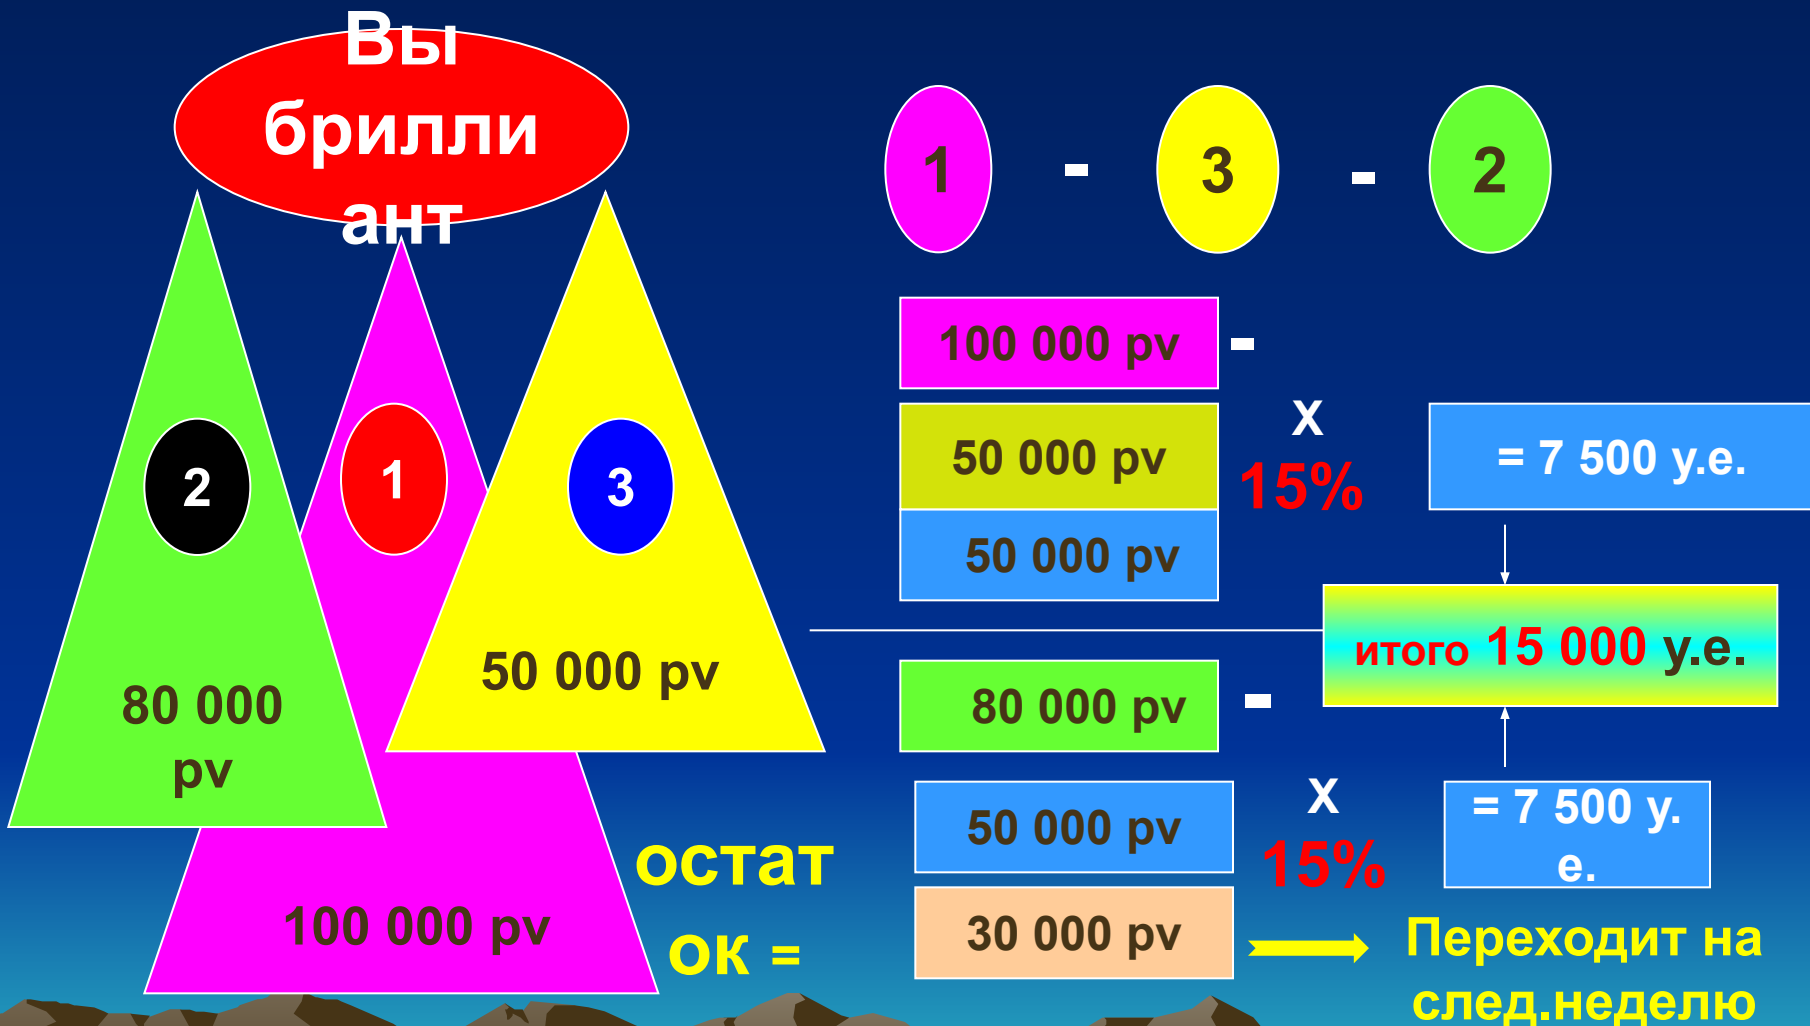 Вы
брилли
ант
2
1
3
80 000
pv
50 000 pv
100 000 pv
1 - 3 - 2
100 000 pv -
50 000 pv
50 000 pv
X
15%
= 7 500 у.е.
итого 15 000 у.е.
80 000 pv -
50 000 pv
X
15%
= 7 500 у.
е.
остат
ок =
30 000 pv
Переходит на
след.неделю